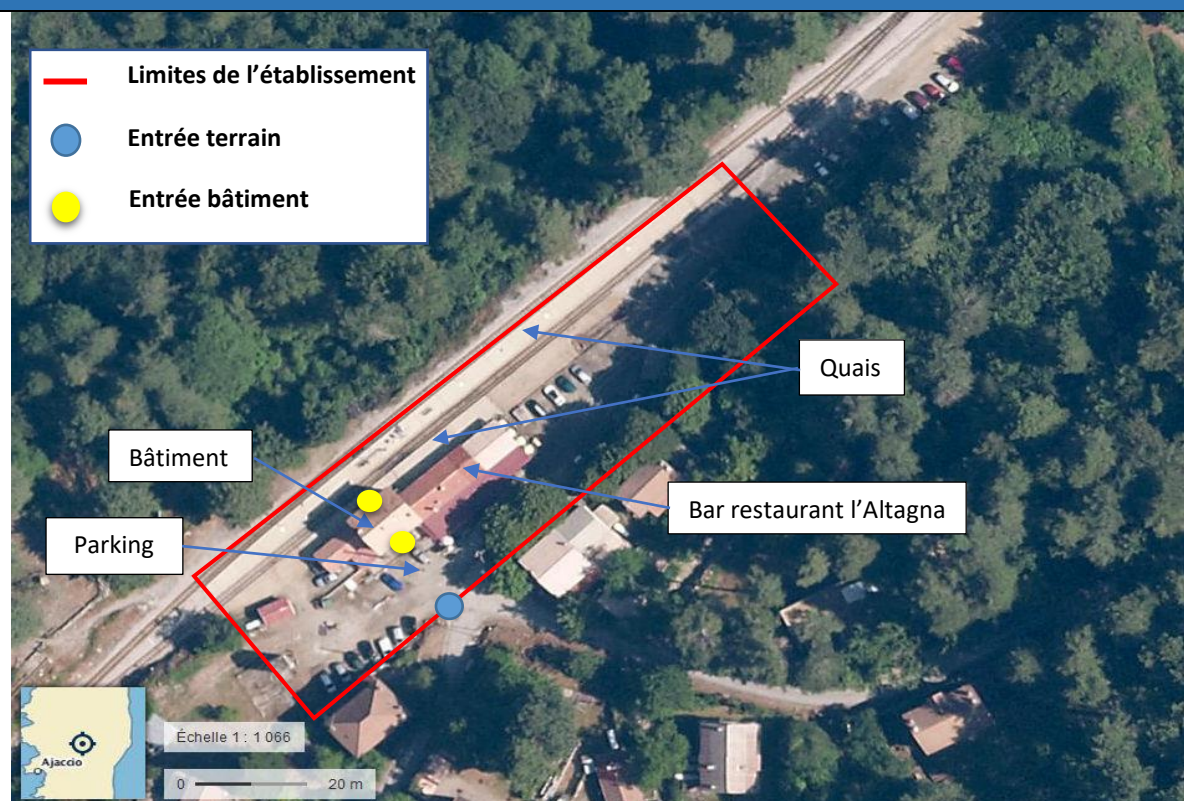 Limites de l’établissement
Entrée terrain
Entrée bâtiment
Quais
Bâtiment
Bar restaurant l’Altagna
Parking
Ajaccio
Échelle 1 : 1 066
0 20 m